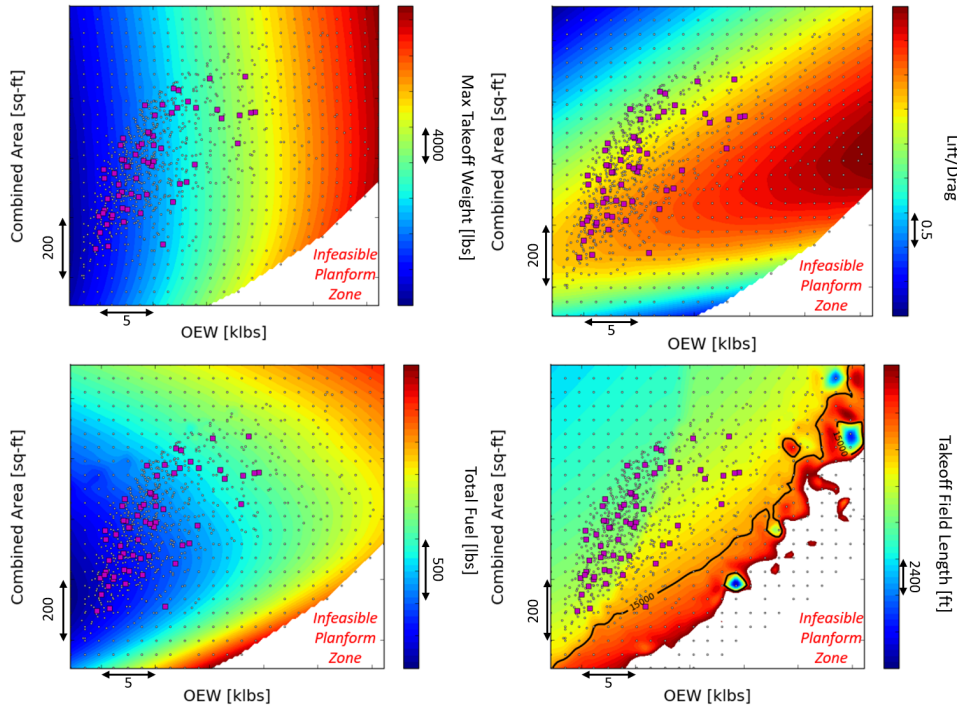 Combined Area [sq-ft]
200
5
OEW [klbs]
Infeasible
Planform
Zone
Max Takeoff Weight [lbs]
4000
Combined Area [sq-ft]
200
5
OEW [klbs]
Infeasible
Planform
Zone
Lift/Drag
0.5
Combined Area [sq-ft]
200
5
OEW [klbs]
Infeasible
Planform
Zone
Total Fuel [lbs]
500
Combined Area [sq-ft]
200
5
OEW [klbs]
15000
15000
Infeasible
Planform
Zone
Takeoff Field Length [ft]
2400